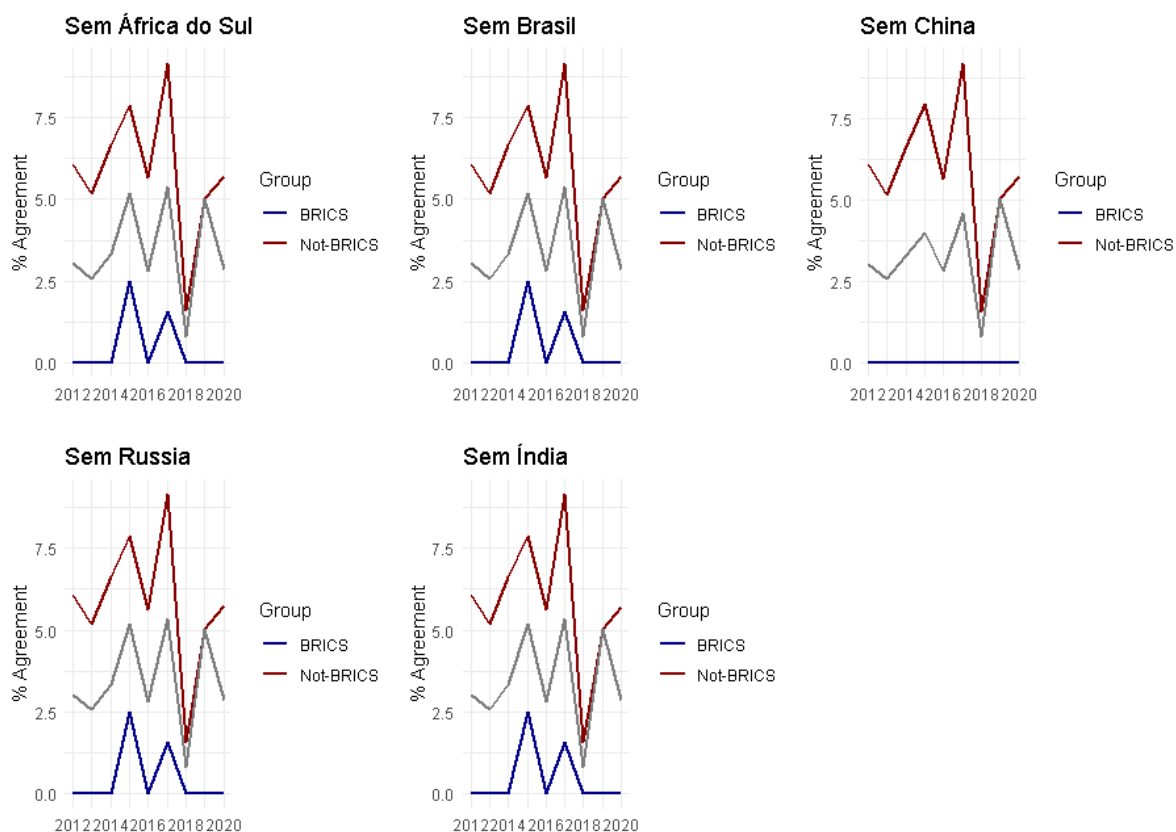 Sem África do Sul
% Agreement
7.5
5.0
2.5
0.0
2012 2014 2016 2018 2020
Group
BRICS
Not-BRICS
Sem Brasil
% Agreement
7.5
5.0
2.5
0.0
2012 2014 2016 2018 2020
Group
BRICS
Not-BRICS
Sem China
% Agreement
7.5
5.0
2.5
0.0
2012 2014 2016 2018 2020
Group
BRICS
Not-BRICS
Sem Russia
% Agreement
7.5
5.0
2.5
0.0
2012 2014 2016 2018 2020
Group
BRICS
Not-BRICS
Sem Índia
% Agreement
7.5
5.0
2.5
0.0
2012 2014 2016 2018 2020
Group
BRICS
Not-BRICS